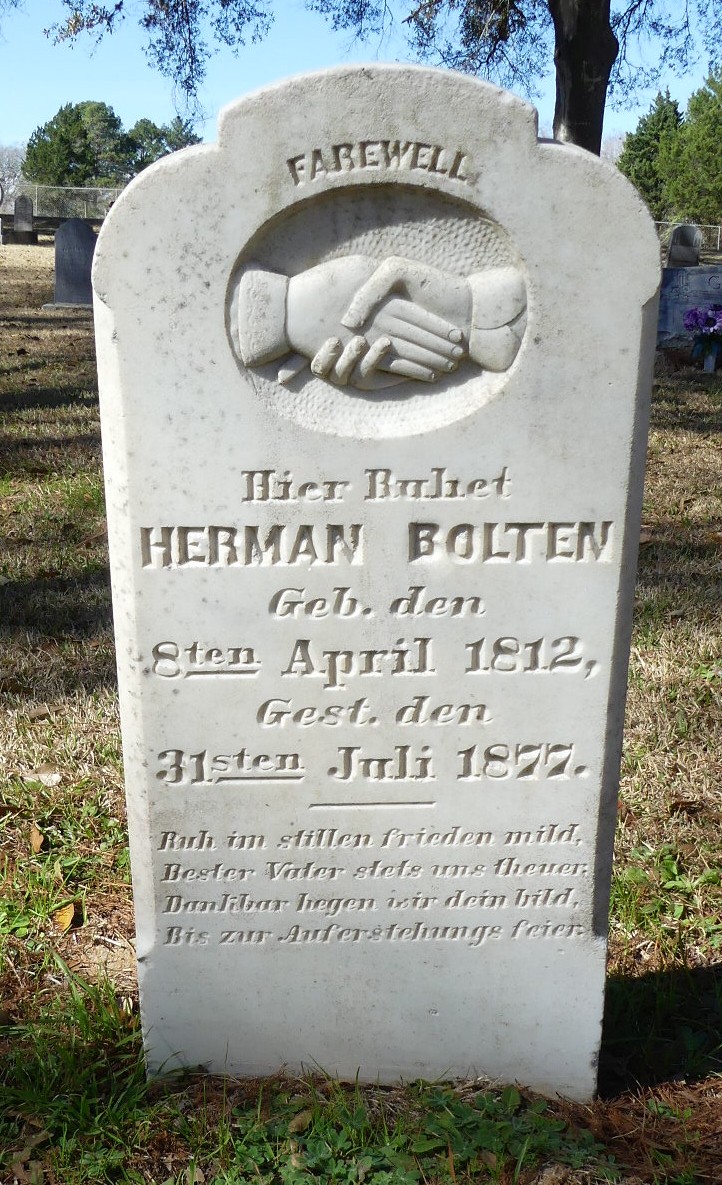 FAREWELL.
Hier Ruhet
HERMAN BOLTEN
Geb. den
8ten April 1812,
Gest. den
31sten Juli 1877.
Ruh im stillen frieden mild,
Bester Vater stets uns theuer,
Dankbar hegen wir dein bild,
Bis zur Auferstehungs feier.